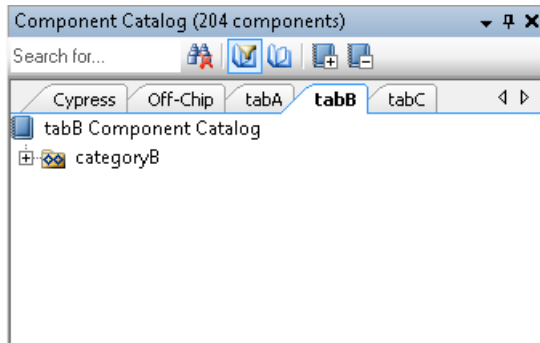 Component Catalog (204 components)
Search for...
Cypress Off-Chip tabA tabB tabC
tabB Component Catalog
categoryB